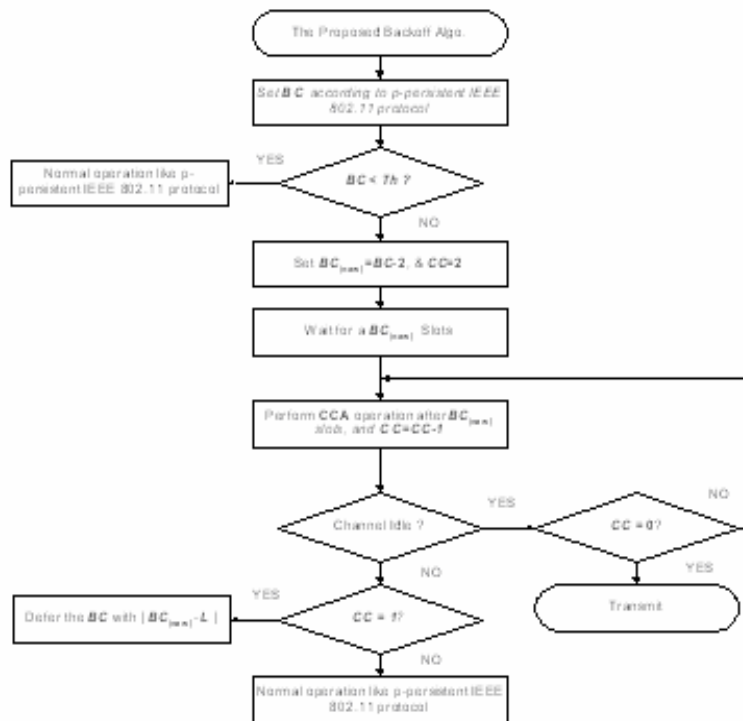 The Proposed Backoff Algo.
Set BC according to p-persistent IEEE
802.11 protocol
YES
Normal operation like p-
persistent IEEE 802.11 protocol
BC < Th ?
NO
Set BC(new)=BC-2, & CC=2
Wait for a BC(new) Slots
Perform CCA operation after BC(new)
slots, and CC=CC-1
Channel Idle ?
YES
CC = 0?
NO
YES
Transmit
NO
CC = 1?
YES
Defer the BC with | BC(new)-L |
NO
Normal operation like p-persistent IEEE
802.11 protocol